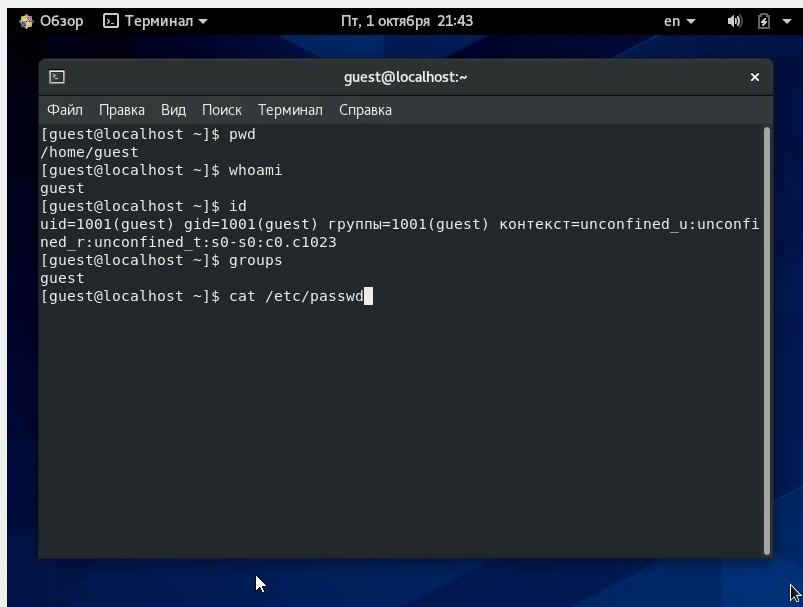 Обзор Терминал Пт, 1 октября 21:43 en
guest@localhost:~
Файл Правка Вид Поиск Терминал Справка
[guest@localhost ~]$ pwd
/home/guest
[guest@localhost ~]$ whoami
guest
[guest@localhost ~]$ id
uid=1001(guest) gid=1001(guest) группы=1001(guest) контекст=unconfined_u:unconfi
ned_r:unconfined_t:s0-s0:c0.c1023
[guest@localhost ~]$ groups
guest
[guest@localhost ~]$ cat /etc/passwd